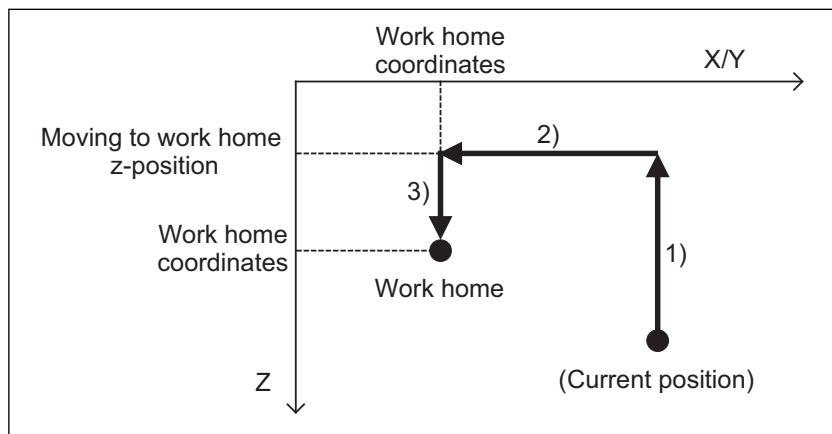 Work home
coordinates
X/Y
Moving to work home
z-position
2)
3)
Work home
coordinates
1)
Work home
Z
(Current position)